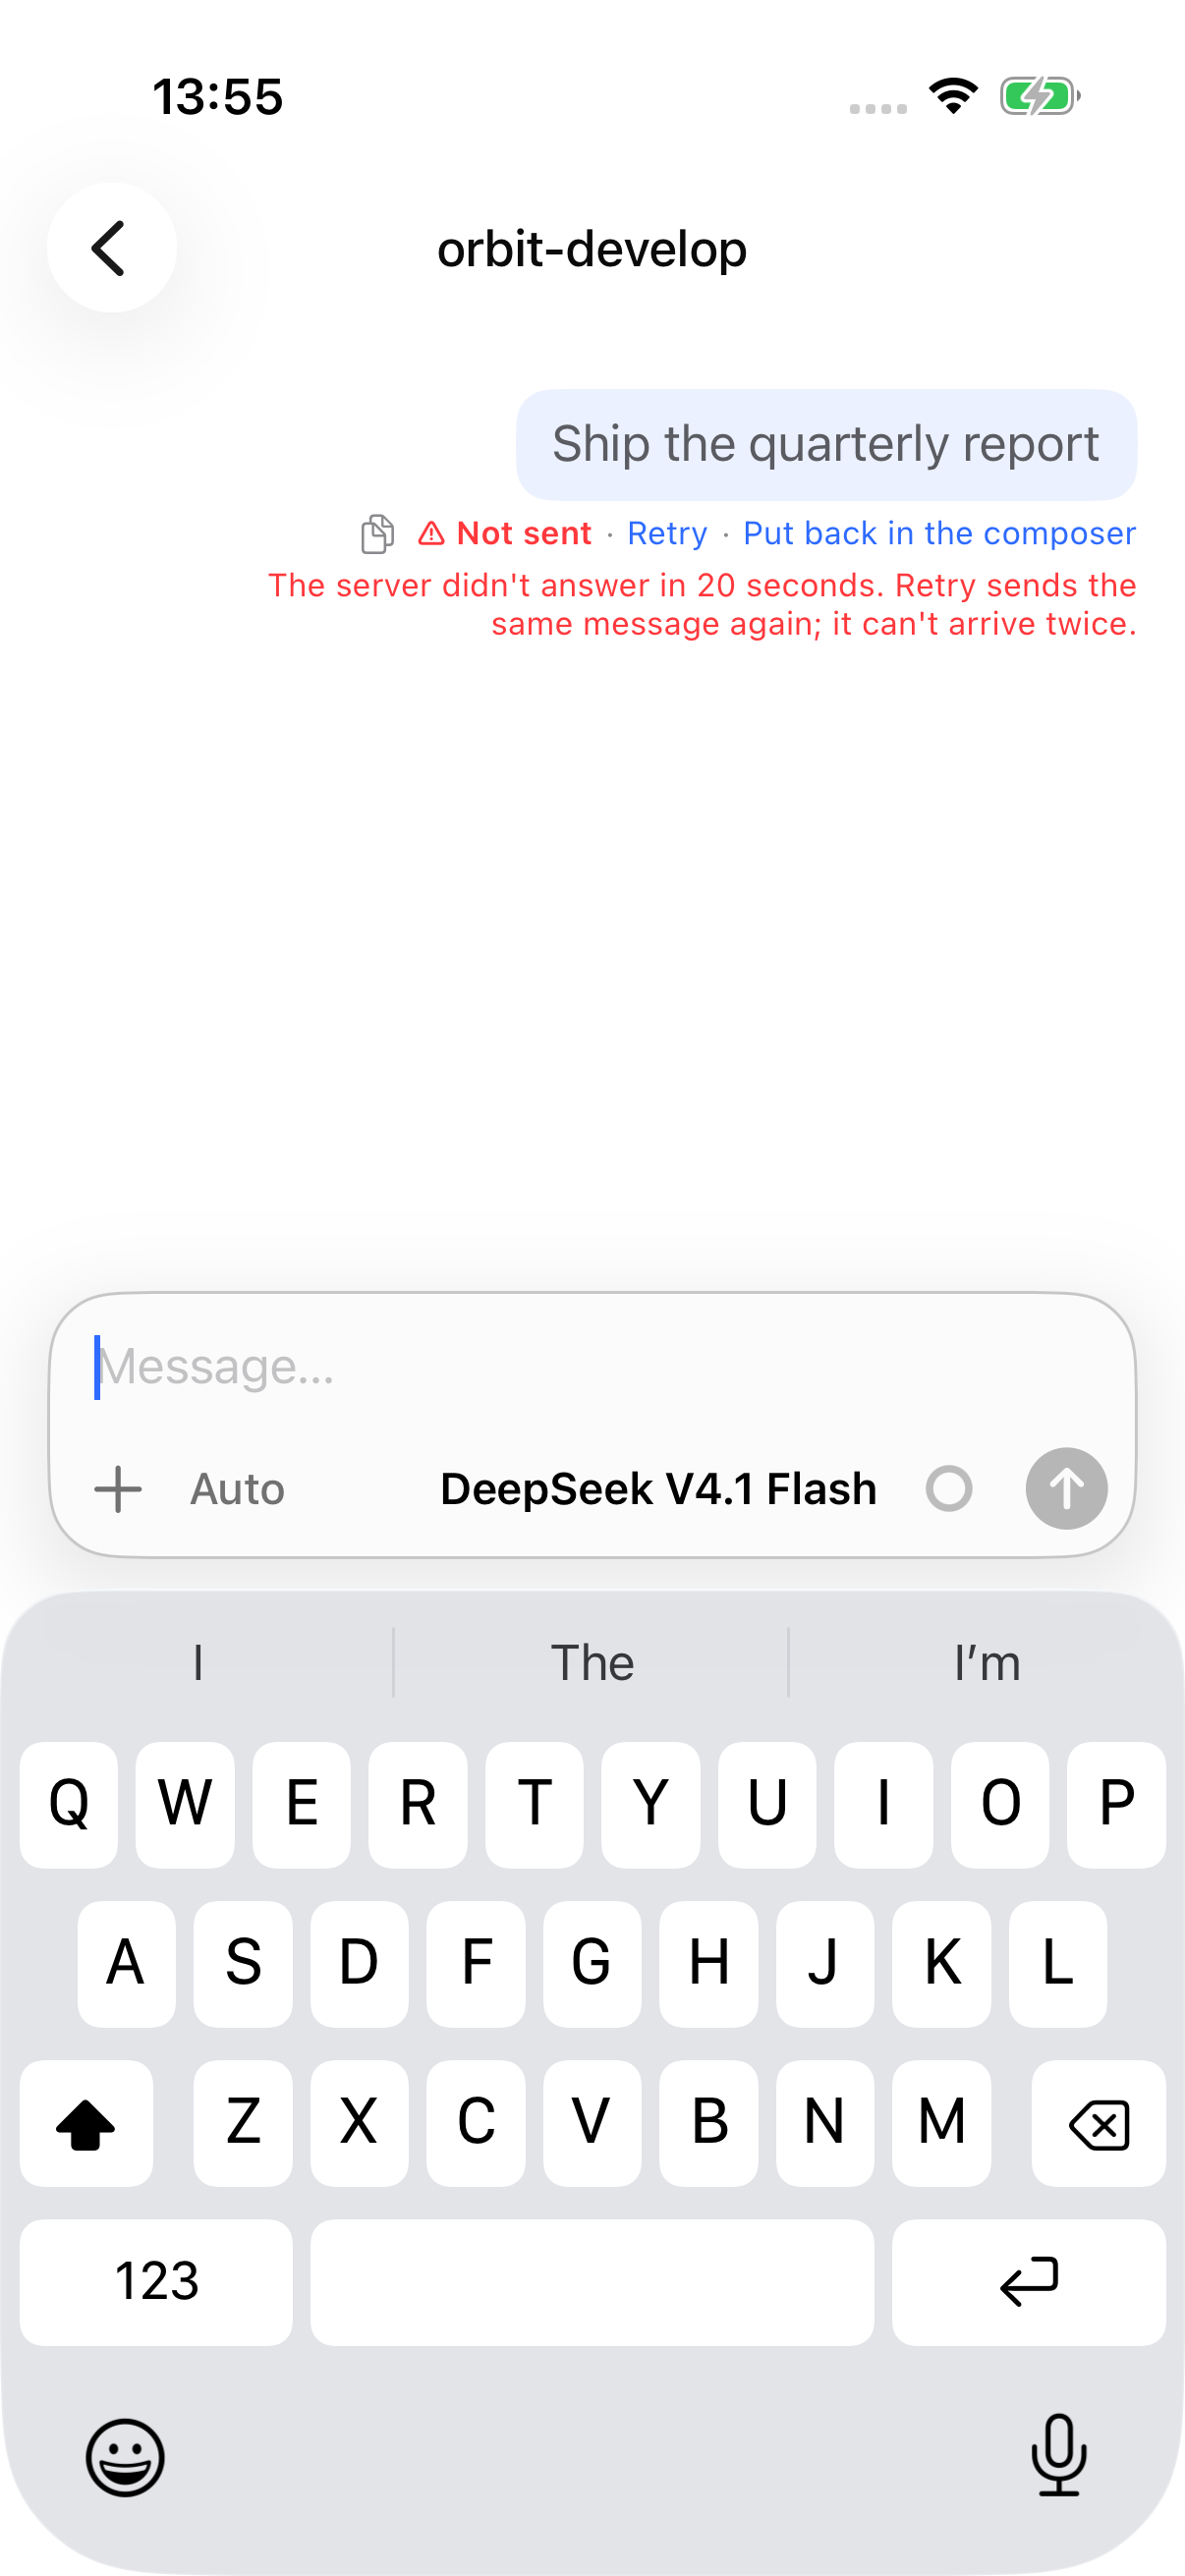 13:55
orbit-develop
Ship the quarterly report
Not sent · Retry · Put back in the composer
The server didn't answer in 20 seconds. Retry sends the
same message again; it can't arrive twice.
Message...
Auto DeepSeek V4.1 Flash
I The I’m
Q W E R T Y U I O P
A S D F G H J K L
Z X C V B N M
123